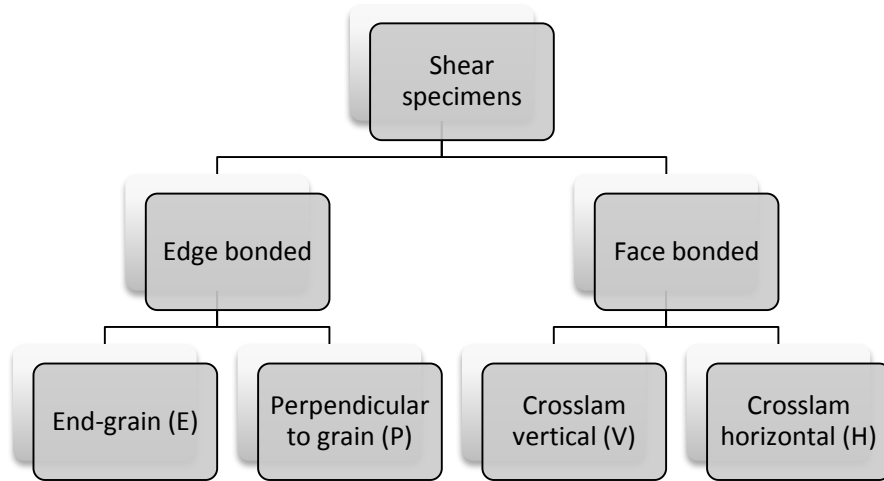 Shear
specimens
Edge bonded
Face bonded
End-grain (E)
Perpendicular
to grain (P)
Crosslam
vertical (V)
Crosslam
horizontal (H)